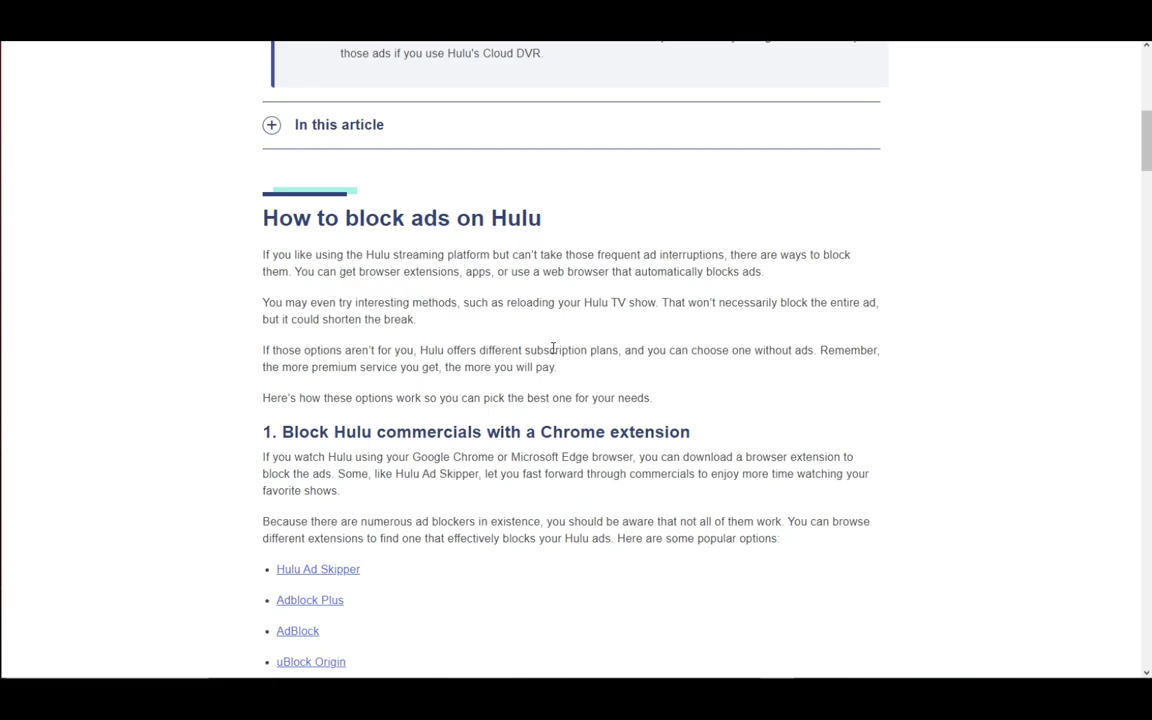 those ads if you use Hulu's Cloud DVR.
In this article
How to block ads on Hulu
If you like using the Hulu streaming platform but can't take those frequent ad interruptions, there are ways to block
them. You can get browser extensions, apps, or use a web browser that automatically blocks ads.
You may even try interesting methods, such as reloading your Hulu TV show. That won't necessarily block the entire ad,
but it could shorten the break.
If those options aren't for you, Hulu offers different subscription plans, and you can choose one without ads. Remember,
the more premium service you get, the more you will pay.
Here's how these options work so you can pick the best one for your needs.
1. Block Hulu commercials with a Chrome extension
If you watch Hulu using your Google Chrome or Microsoft Edge browser, you can download a browser extension to
block the ads. Some, like Hulu Ad Skipper, let you fast forward through commercials to enjoy more time watching your
favorite shows.
Because there are numerous ad blockers in existence, you should be aware that not all of them work. You can browse
different extensions to find one that effectively blocks your Hulu ads. Here are some popular options:
• Hulu Ad Skipper
• Adblock Plus
• AdBlock
• uBlock Origin